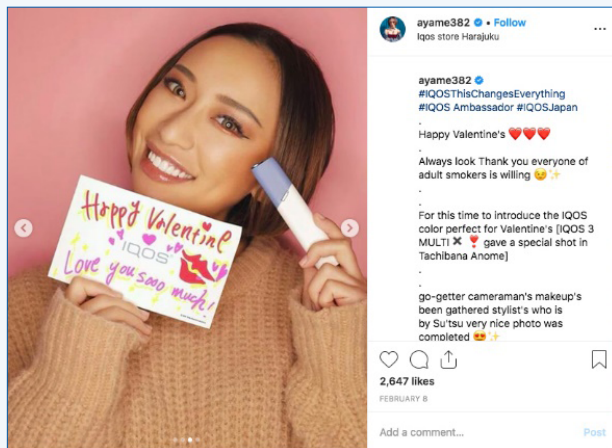 Happy Valentine
IQOS
Love you sooo much!
ayame382 • Follow
Iqos store Harajuku
ayame382
#IQOSThisChangesEverything
#IQOS Ambassador #IQOSJapan
.
Happy Valentine's ❤️❤️❤️
.
Always look Thank you everyone of
adult smokers is willing 😉✨
.
.
For this time to introduce the IQOS
color perfect for Valentine's [IQOS 3
MULTI ✖ ❣️ gave a special shot in
Tachibana Anome]
.
.
go-getter cameraman's makeup's
been gathered stylist's who is
by Su'tsu very nice photo was
completed 😍✨
2,647 likes
FEBRUARY 8
Add a comment...
Post